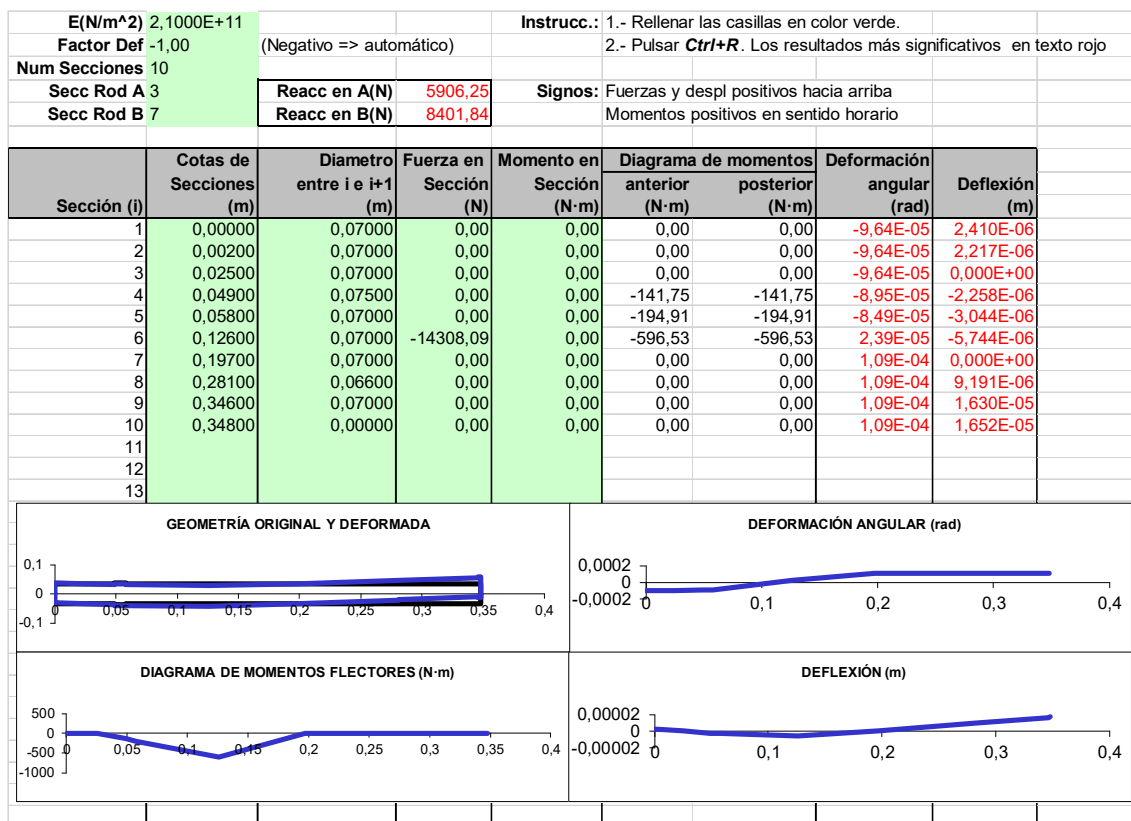 E(N/m^2) 2,1000E+11 Instrucc.: 1.- Rellenar las casillas en color verde.
Factor Def -1,00 (Negativo => automático) 2.- Pulsar Ctrl+R. Los resultados más significativos en texto rojo
Num Secciones 10
Secc Rod A 3 Reacc en A(N) 5906,25 Signos: Fuerzas y despl positivos hacia arriba
Secc Rod B 7 Reacc en B(N) 8401,84 Momentos positivos en sentido horario
Cotas de Diametro Fuerza en Momento en Diagrama de momentos Deformación
Secciones entre i e i+1 Sección Sección anterior posterior angular Deflexión
Sección (i) (m) (m) (N) (N·m) (N·m) (N·m) (rad) (m)
1 0,00000 0,07000 0,00 0,00 0,00 0,00 -9,64E-05 2,410E-06
2 0,00200 0,07000 0,00 0,00 0,00 0,00 -9,64E-05 2,217E-06
3 0,02500 0,07000 0,00 0,00 0,00 0,00 -9,64E-05 0,000E+00
4 0,04900 0,07500 0,00 0,00 -141,75 -141,75 -8,95E-05 -2,258E-06
5 0,05800 0,07000 0,00 0,00 -194,91 -194,91 -8,49E-05 -3,044E-06
6 0,12600 0,07000 -14308,09 0,00 -596,53 -596,53 2,39E-05 -5,744E-06
7 0,19700 0,07000 0,00 0,00 0,00 0,00 1,09E-04 0,000E+00
8 0,28100 0,06600 0,00 0,00 0,00 0,00 1,09E-04 9,191E-06
9 0,34600 0,07000 0,00 0,00 0,00 0,00 1,09E-04 1,630E-05
10 0,34800 0,00000 0,00 0,00 0,00 0,00 1,09E-04 1,652E-05
11
12
13
GEOMETRÍA ORIGINAL Y DEFORMADA
0,1
0
-0,1
0 0,05 0,1 0,15 0,2 0,25 0,3 0,35 0,4
DEFORMACIÓN ANGULAR (rad)
0,0002
0
-0,0002
0 0,1 0,2 0,3 0,4
DIAGRAMA DE MOMENTOS FLECTORES (N·m)
500
0
-500
-1000
0 0,05 0,1 0,15 0,2 0,25 0,3 0,35 0,4
DEFLEXIÓN (m)
0,00002
0
-0,00002
0 0,1 0,2 0,3 0,4